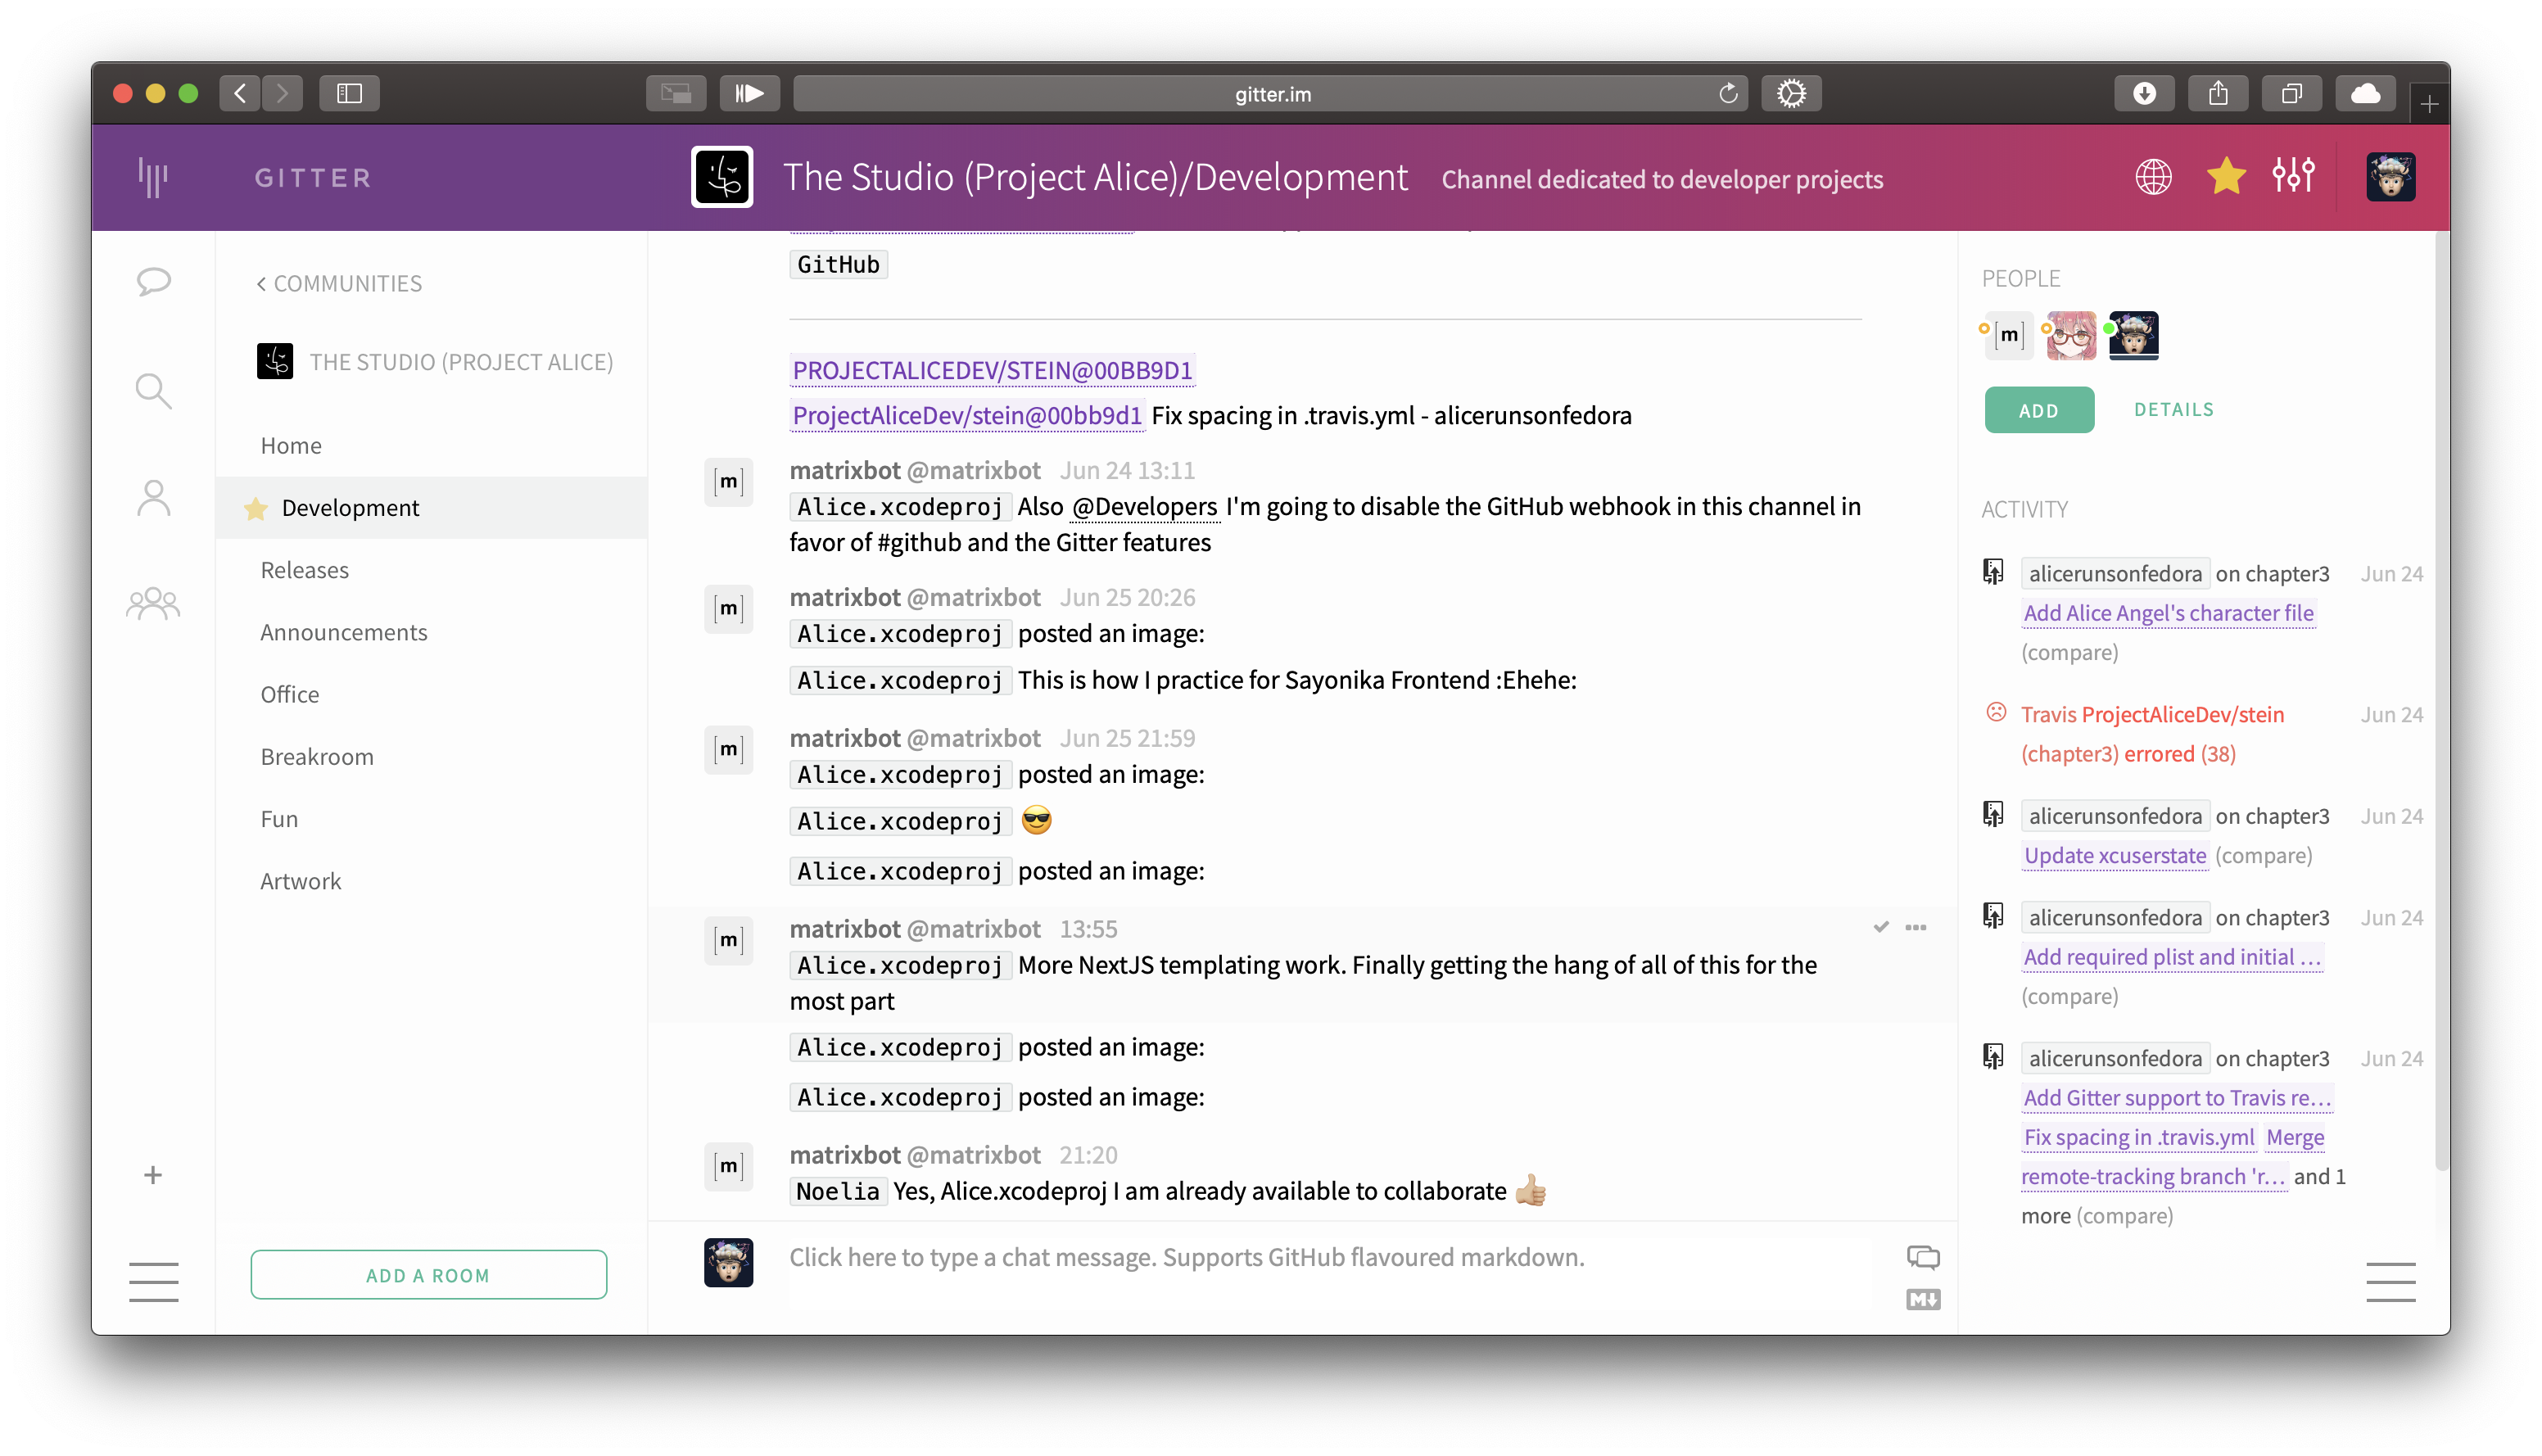 gitter.im
GITTER
The Studio (Project Alice)/Development
Channel dedicated to developer projects
< COMMUNITIES
THE STUDIO (PROJECT ALICE)
Home
Development
Releases
Announcements
Office
Breakroom
Fun
Artwork
ADD A ROOM
GitHub
PROJECTALICEDEV/STEIN@00BB9D1
ProjectAliceDev/stein@00bb9d1 Fix spacing in .travis.yml - alicerunsonfedora
[m]
matrixbot @matrixbot Jun 24 13:11
Alice.xcodeproj Also @Developers I'm going to disable the GitHub webhook in this channel in
favor of #github and the Gitter features
[m]
matrixbot @matrixbot Jun 25 20:26
Alice.xcodeproj posted an image:
Alice.xcodeproj This is how I practice for Sayonika Frontend :Ehehe:
[m]
matrixbot @matrixbot Jun 25 21:59
Alice.xcodeproj posted an image:
Alice.xcodeproj 😎
Alice.xcodeproj posted an image:
[m]
matrixbot @matrixbot 13:55
Alice.xcodeproj More NextJS templating work. Finally getting the hang of all of this for the
most part
Alice.xcodeproj posted an image:
Alice.xcodeproj posted an image:
[m]
matrixbot @matrixbot 21:20
Noelia Yes, Alice.xcodeproj I am already available to collaborate 👍🏼
Click here to type a chat message. Supports GitHub flavoured markdown.
M
PEOPLE
[m]
ADD
DETAILS
ACTIVITY
alicerunsonfedora on chapter3 Jun 24
Add Alice Angel's character file
(compare)
Travis ProjectAliceDev/stein Jun 24
(chapter3) errored (38)
alicerunsonfedora on chapter3 Jun 24
Update xcuserstate (compare)
alicerunsonfedora on chapter3 Jun 24
Add required plist and initial …
(compare)
alicerunsonfedora on chapter3 Jun 24
Add Gitter support to Travis re…
Fix spacing in .travis.yml Merge
remote-tracking branch 'r… and 1
more (compare)